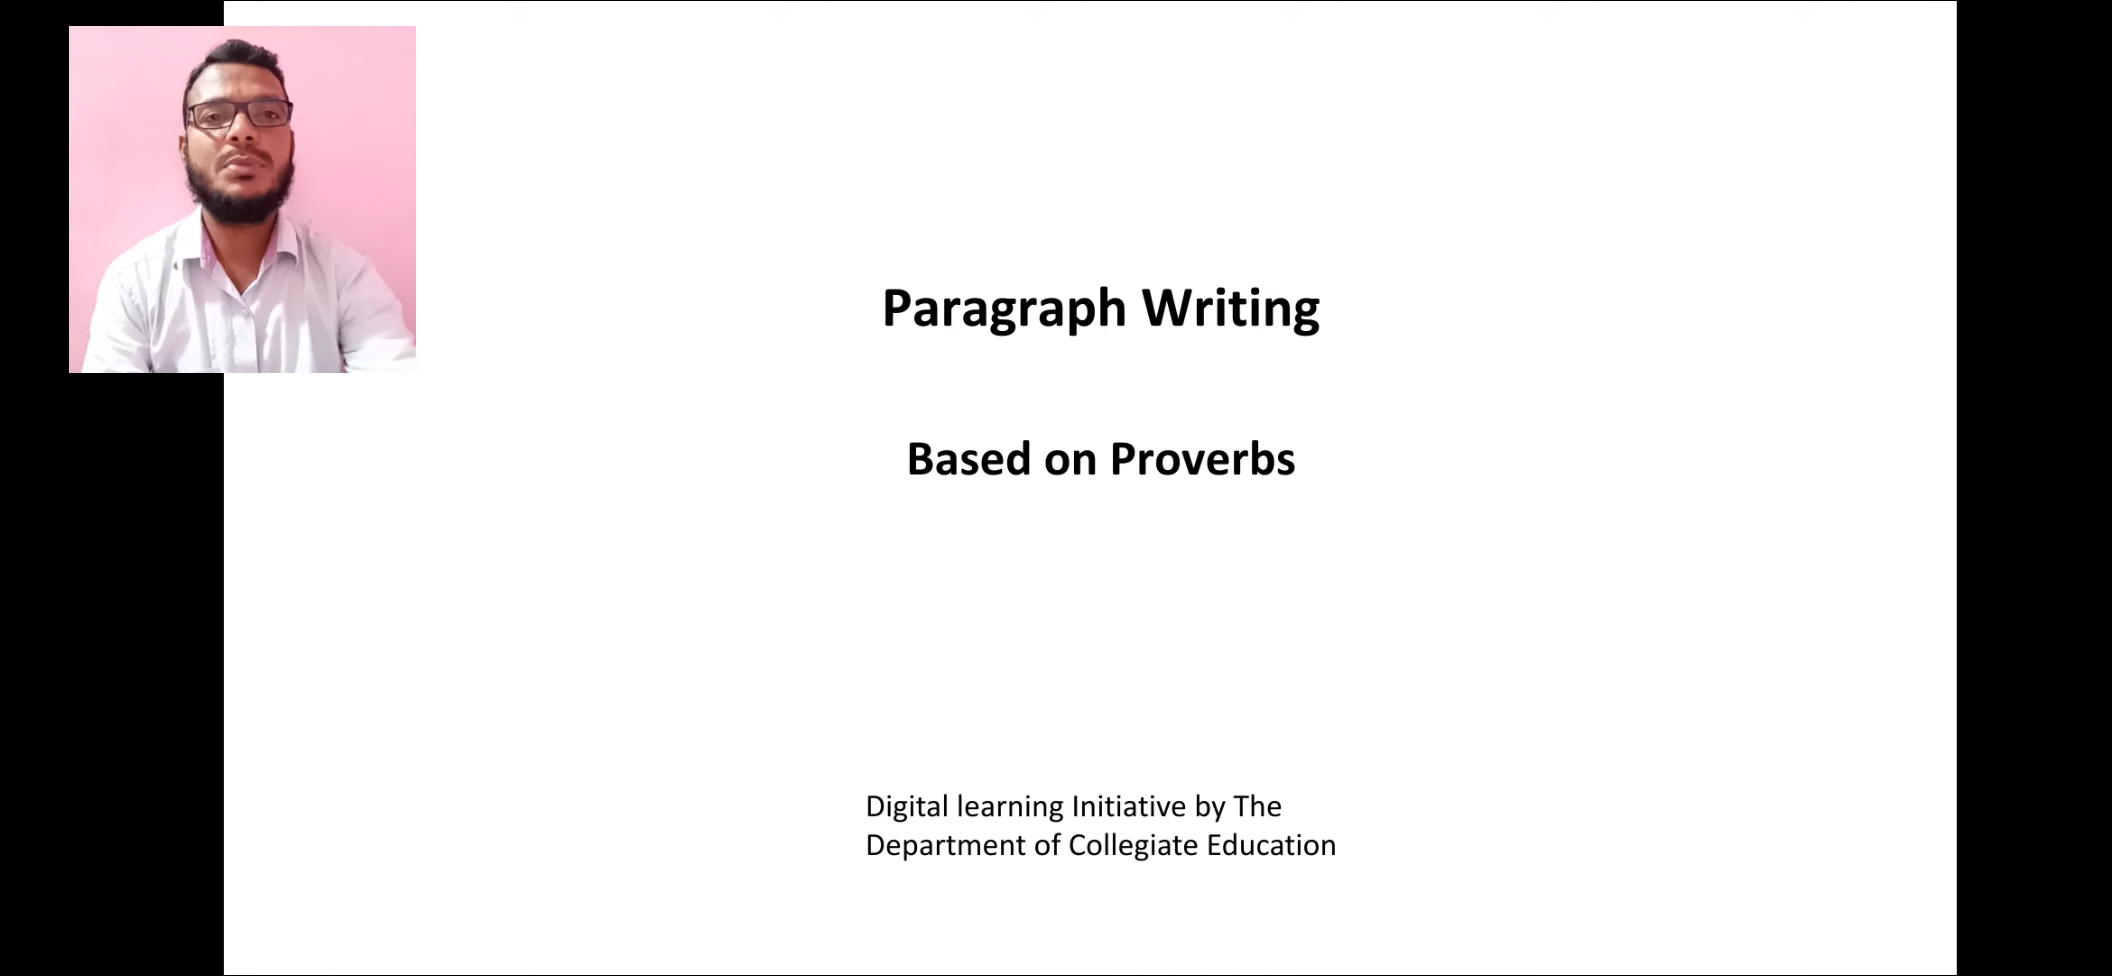 Paragraph Writing
Based on Proverbs
Digital learning Initiative by The
Department of Collegiate Education